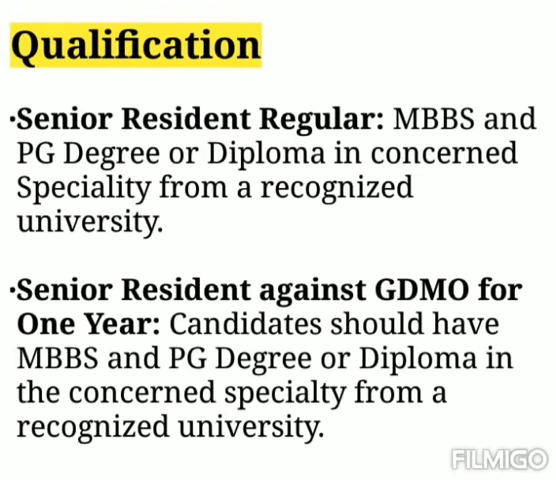 Qualification
·Senior Resident Regular: MBBS and
PG Degree or Diploma in concerned
Speciality from a recognized
university.
·Senior Resident against GDMO for
One Year: Candidates should have
MBBS and PG Degree or Diploma in
the concerned specialty from a
recognized university.
FILMIGO